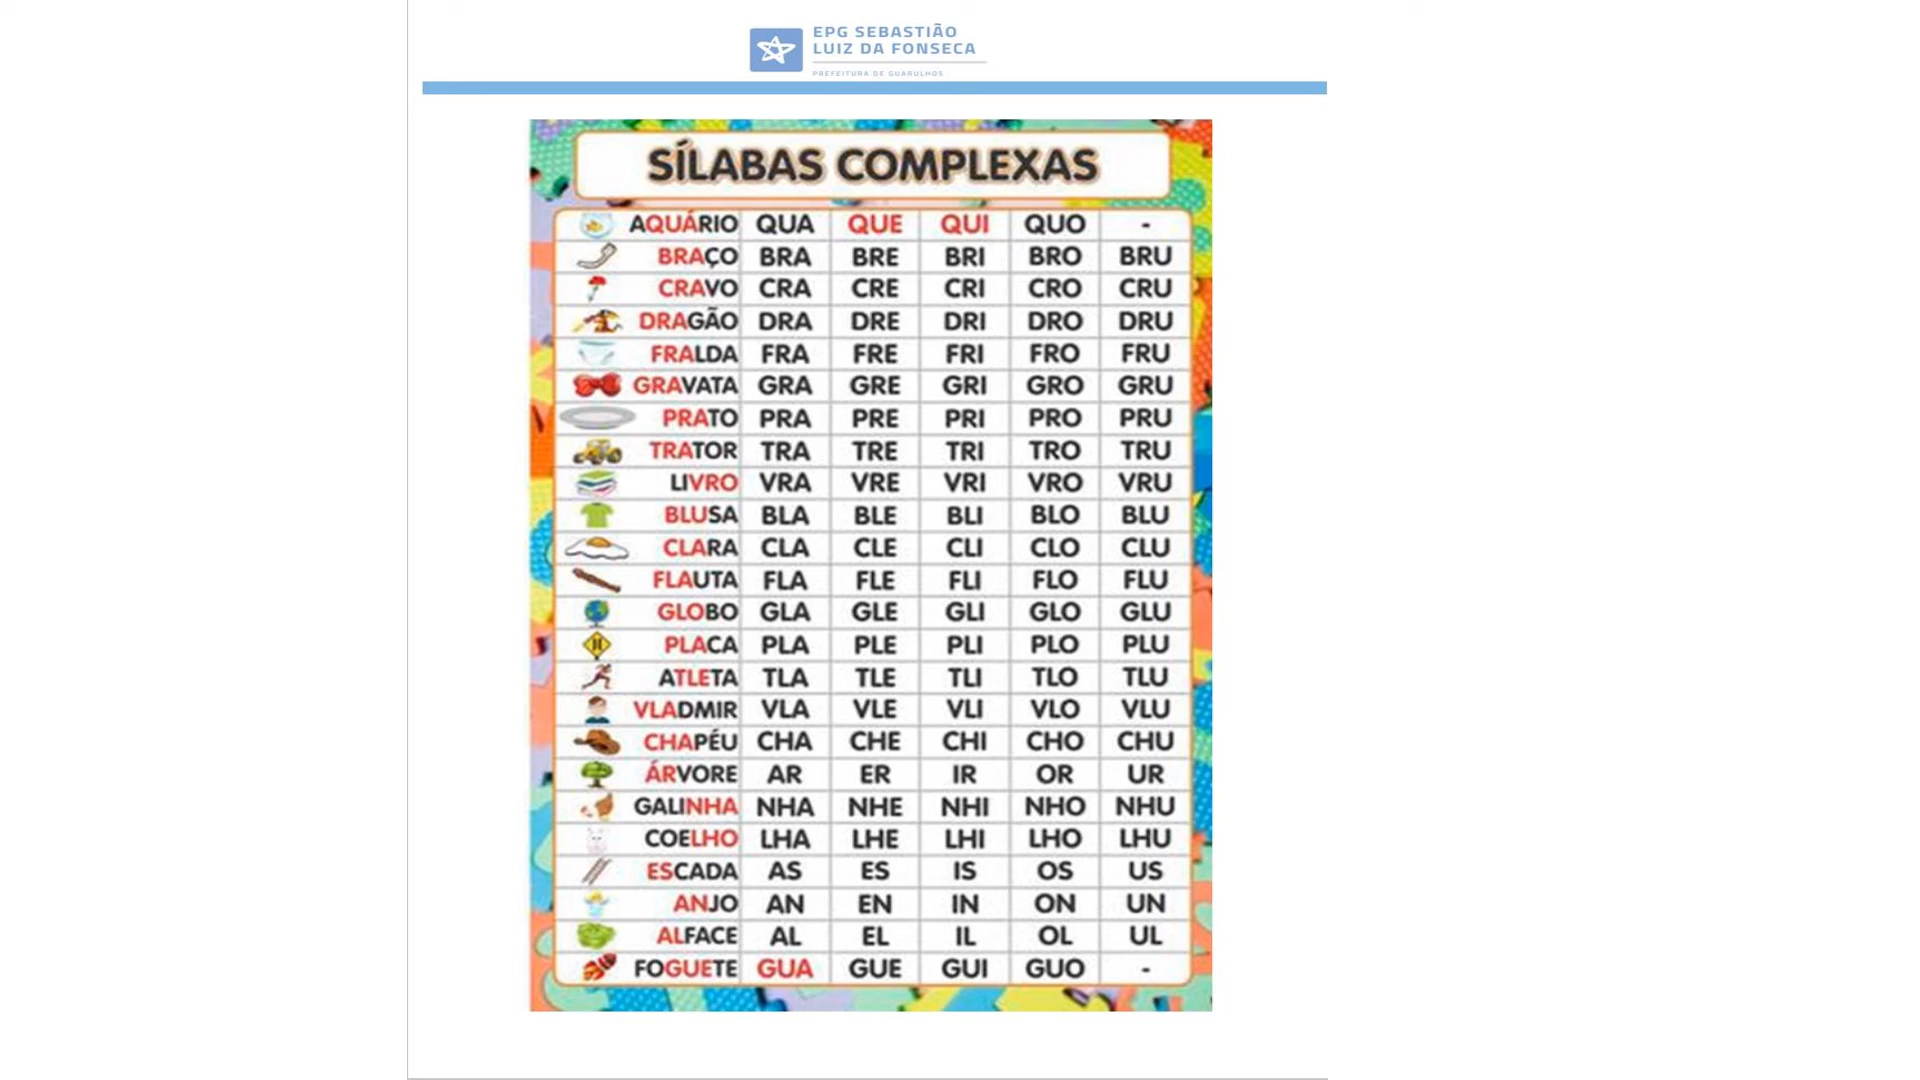 EPG SEBASTIÃO
LUIZ DA FONSECA
PREFEITURA DE GUARULHOS
SÍLABAS COMPLEXAS
AQUÁRIO QUA QUE QUI QUO -
BRAÇO BRA BRE BRI BRO BRU
CRAVO CRA CRE CRI CRO CRU
DRAGÃO DRA DRE DRI DRO DRU
FRALDA FRA FRE FRI FRO FRU
GRAVATA GRA GRE GRI GRO GRU
PRATO PRA PRE PRI PRO PRU
TRATOR TRA TRE TRI TRO TRU
LIVRO VRA VRE VRI VRO VRU
BLUSA BLA BLE BLI BLO BLU
CLARA CLA CLE CLI CLO CLU
FLAUTA FLA FLE FLI FLO FLU
GLOBO GLA GLE GLI GLO GLU
PLACA PLA PLE PLI PLO PLU
ATLETA TLA TLE TLI TLO TLU
VLADMIR VLA VLE VLI VLO VLU
CHAPÉU CHA CHE CHI CHO CHU
ÁRVORE AR ER IR OR UR
GALINHA NHA NHE NHI NHO NHU
COELHO LHA LHE LHI LHO LHU
ESCADA AS ES IS OS US
ANJO AN EN IN ON UN
ALFACE AL EL IL OL UL
FOGUETE GUA GUE GUI GUO -